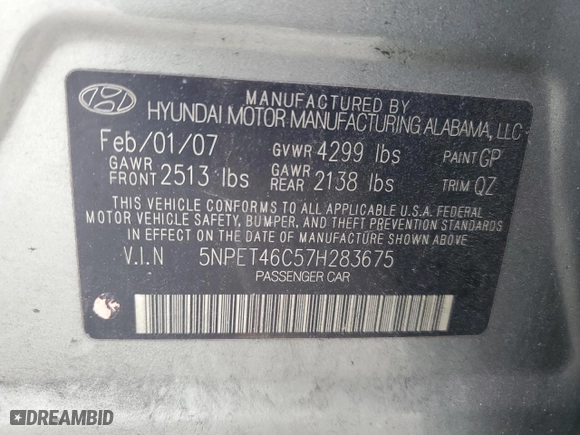 MANUFACTURED BY
HYUNDAI MOTOR MANUFACTURING ALABAMA, LLC
Feb/01/07 GVWR 4299 lbs PAINT GP
GAWR FRONT 2513 lbs GAWR REAR 2138 lbs TRIM QZ
THIS VEHICLE CONFORMS TO ALL APPLICABLE U.S.A. FEDERAL
MOTOR VEHICLE SAFETY, BUMPER, AND THEFT PREVENTION STANDARDS
IN EFFECT ON THE DATE OF MANUFACTURE SHOWN ABOVE.
V.I.N 5NPET46C57H283675
PASSENGER CAR
DREAMBID